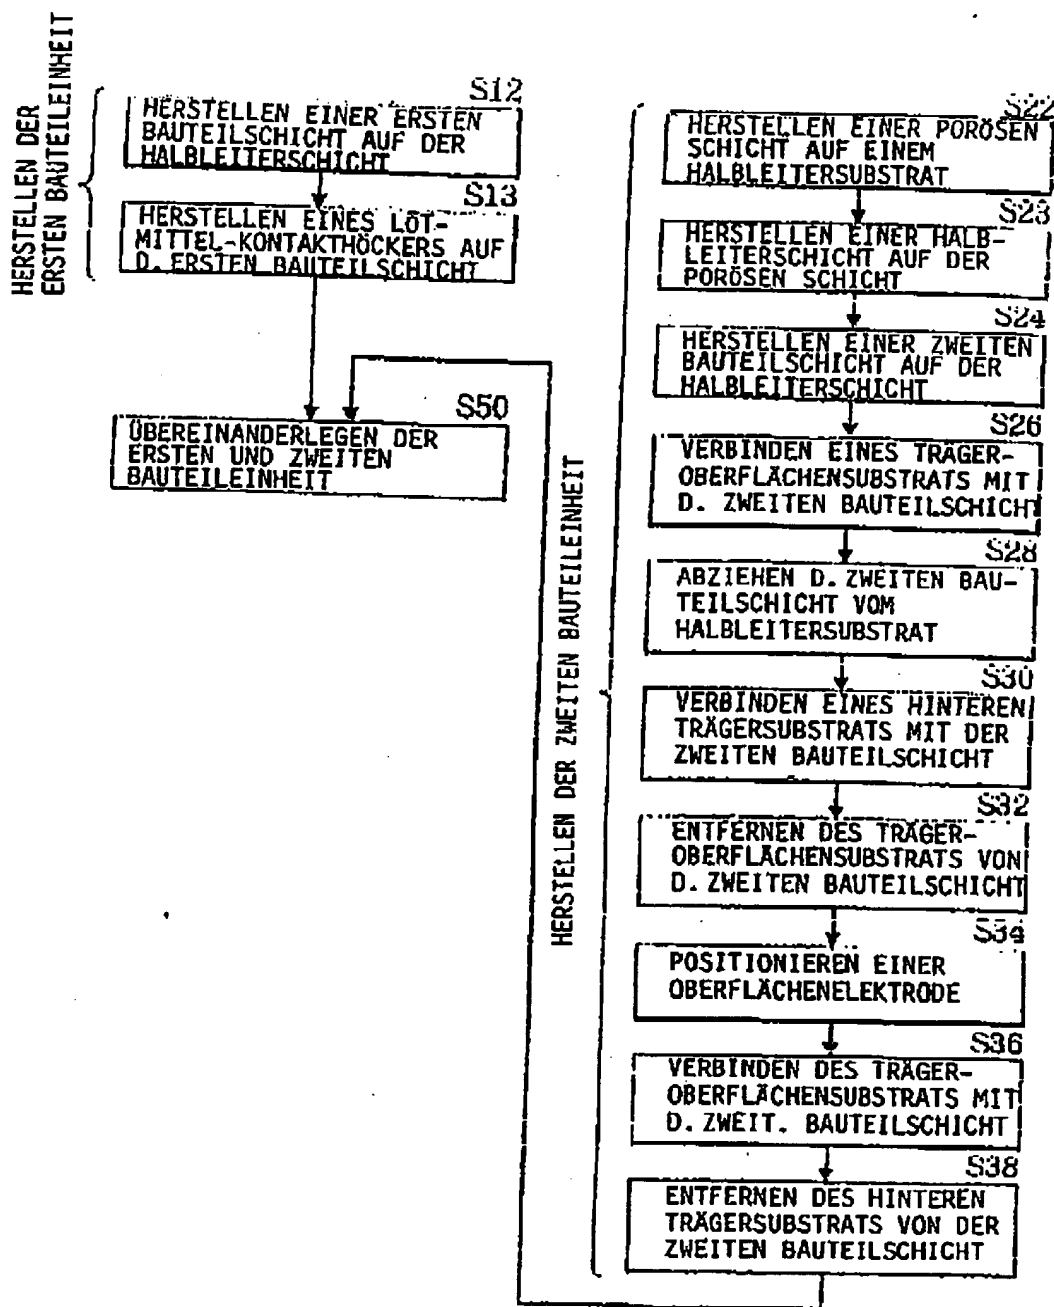 HERSTELLEN DER
ERSTEN BAUTEILEINHEIT
S12
HERSTELLEN EINER ERSTEN
BAUTEILSCHICHT AUF DER
HALBLEITERSCHICHT
S13
HERSTELLEN EINES LÖT-
MITTEL-KONTAKTHÖCKERS AUF
D. ERSTEN BAUTEILSCHICHT
S50
ÜBEREINANDERLEGEN DER
ERSTEN UND ZWEITEN
BAUTEILEINHEIT
HERSTELLEN DER ZWEITEN BAUTEILEINHEIT
S22
HERSTELLEN EINER PORÖSEN
SCHICHT AUF EINEM
HALBLEITERSUBSTRAT
S23
HERSTELLEN EINER HALB-
LEITERSCHICHT AUF DER
PORÖSEN SCHICHT
S24
HERSTELLEN EINER ZWEITEN
BAUTEILSCHICHT AUF DER
HALBLEITERSCHICHT
S26
VERBINDEN EINES TRÄGER-
OBERFLÄCHENSUBSTRATS MIT
D. ZWEITEN BAUTEILSCHICHT
S28
ABZIEHEN D. ZWEITEN BAU-
TEILSCHICHT VOM
HALBLEITERSUBSTRAT
S30
VERBINDEN EINES HINTEREN
TRÄGERSUBSTRATS MIT DER
ZWEITEN BAUTEILSCHICHT
S32
ENTFERNEN DES TRÄGER-
OBERFLÄCHENSUBSTRATS VON
D. ZWEITEN BAUTEILSCHICHT
S34
POSITIONIEREN EINER
OBERFLÄCHENELEKTRODE
S36
VERBINDEN DES TRÄGER-
OBERFLÄCHENSUBSTRATS MIT
D. ZWEIT. BAUTEILSCHICHT
S38
ENTFERNEN DES HINTEREN
TRÄGERSUBSTRATS VON DER
ZWEITEN BAUTEILSCHICHT